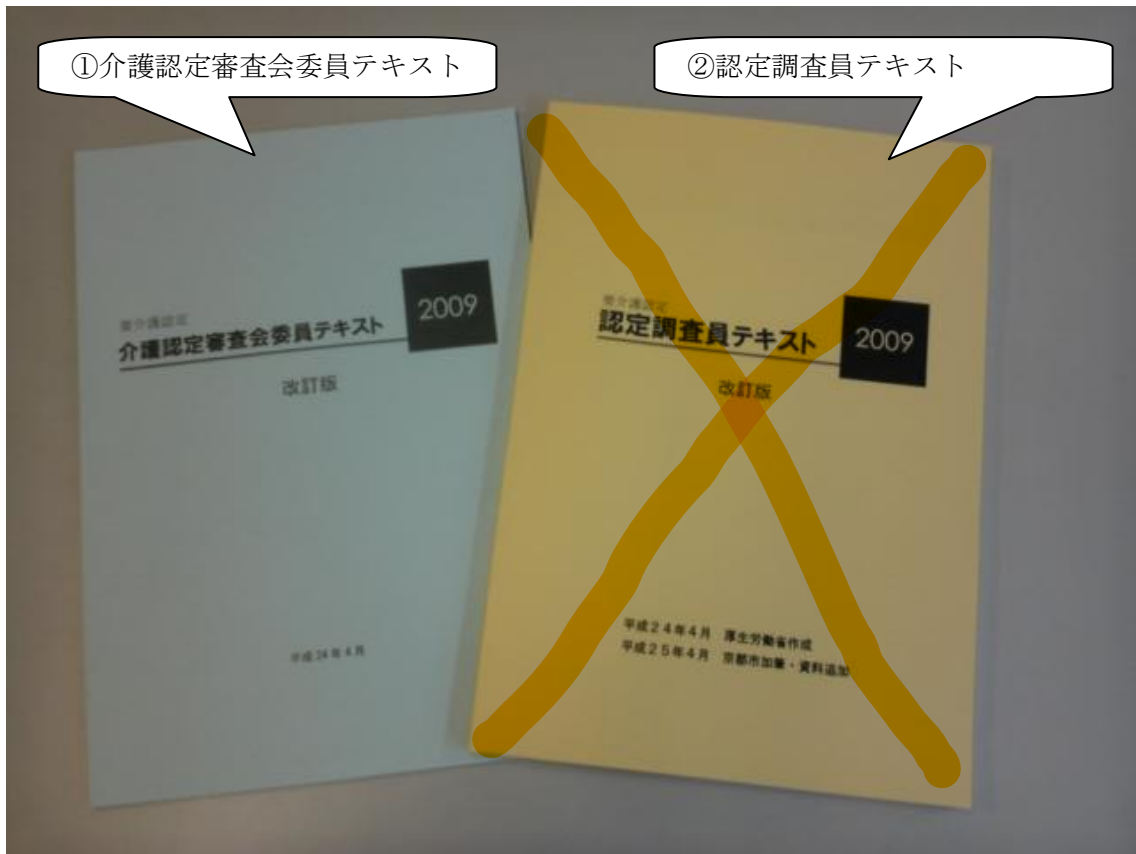 ①介護認定審査会委員テキスト
②認定調査員テキスト
要介護認定
介護認定審査会委員テキスト
2009
改訂版
平成24年4月
要介護認定
認定調査員テキスト
2009
改訂版
平成24年4月 厚生労働省作成
平成25年4月 京都市加筆・資料追加